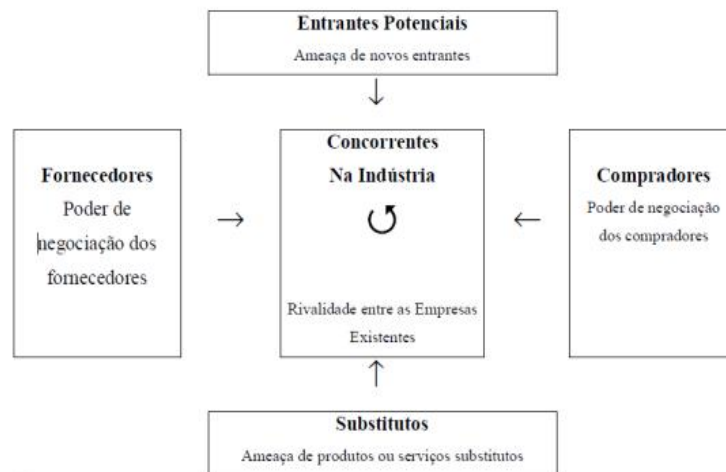 Entrantes Potenciais
Ameaça de novos entrantes
Fornecedores
Poder de
negociação dos
fornecedores
Concorrentes
Na Indústria
Rivalidade entre as Empresas
Existentes
Compradores
Poder de negociação
dos compradores
Substitutos
Ameaça de produtos ou serviços substitutos